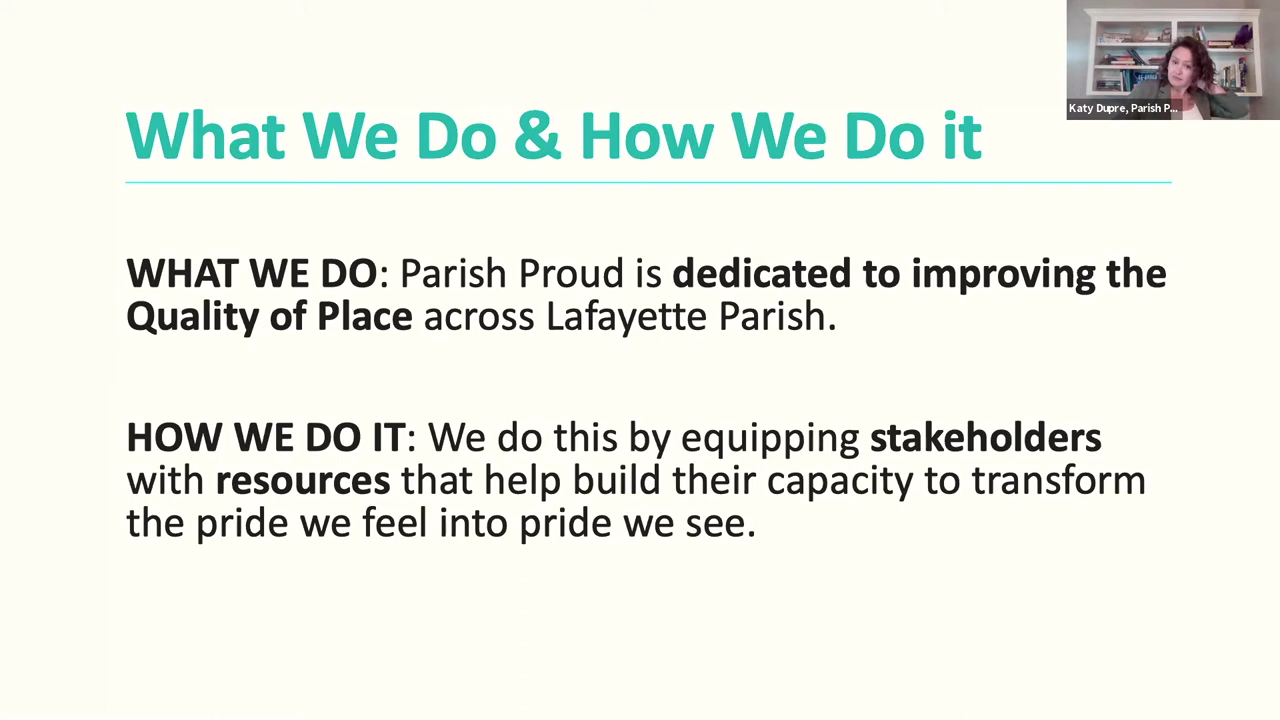 Katy Dupre, Parish P...
What We Do & How We Do it
WHAT WE DO: Parish Proud is dedicated to improving the
Quality of Place across Lafayette Parish.
HOW WE DO IT: We do this by equipping stakeholders
with resources that help build their capacity to transform
the pride we feel into pride we see.